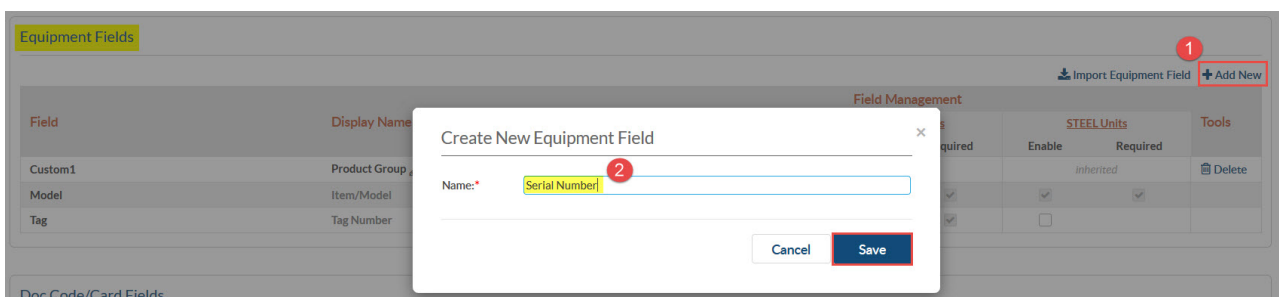 Equipment Fields
1
Import Equipment Field + Add New
Field Management
Field Display Name STEEL Units Tools
quired Enable Required
Custom1 Product Group Inherited Delete
Model Item/Model
Tag Tag Number
Create New Equipment Field ×
2
Name:* Serial Number
Cancel Save
Doc Code/Card Fields